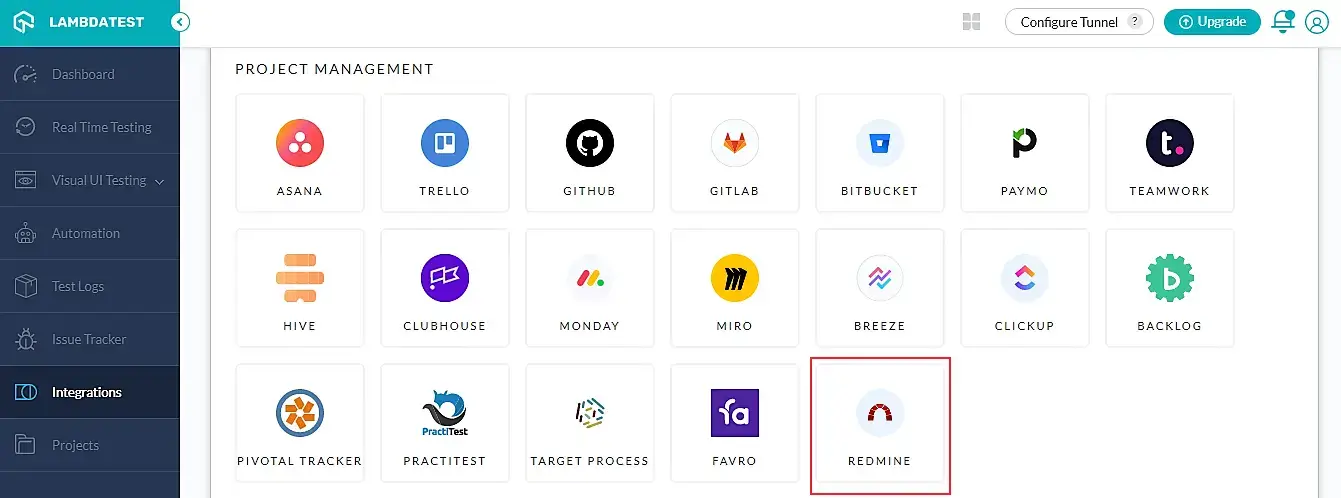 LAMBDATEST
Configure Tunnel ?
Upgrade
Dashboard
Real Time Testing
Visual UI Testing
Automation
Test Logs
Issue Tracker
Integrations
Projects
PROJECT MANAGEMENT
ASANA
TRELLO
GITHUB
GITLAB
BITBUCKET
PAYMO
t.
TEAMWORK
HIVE
CLUBHOUSE
MONDAY
MIRO
BREEZE
CLICKUP
b
BACKLOG
PIVOTAL TRACKER
PractiTest
PRACTITEST
TARGET PROCESS
fa
FAVRO
REDMINE